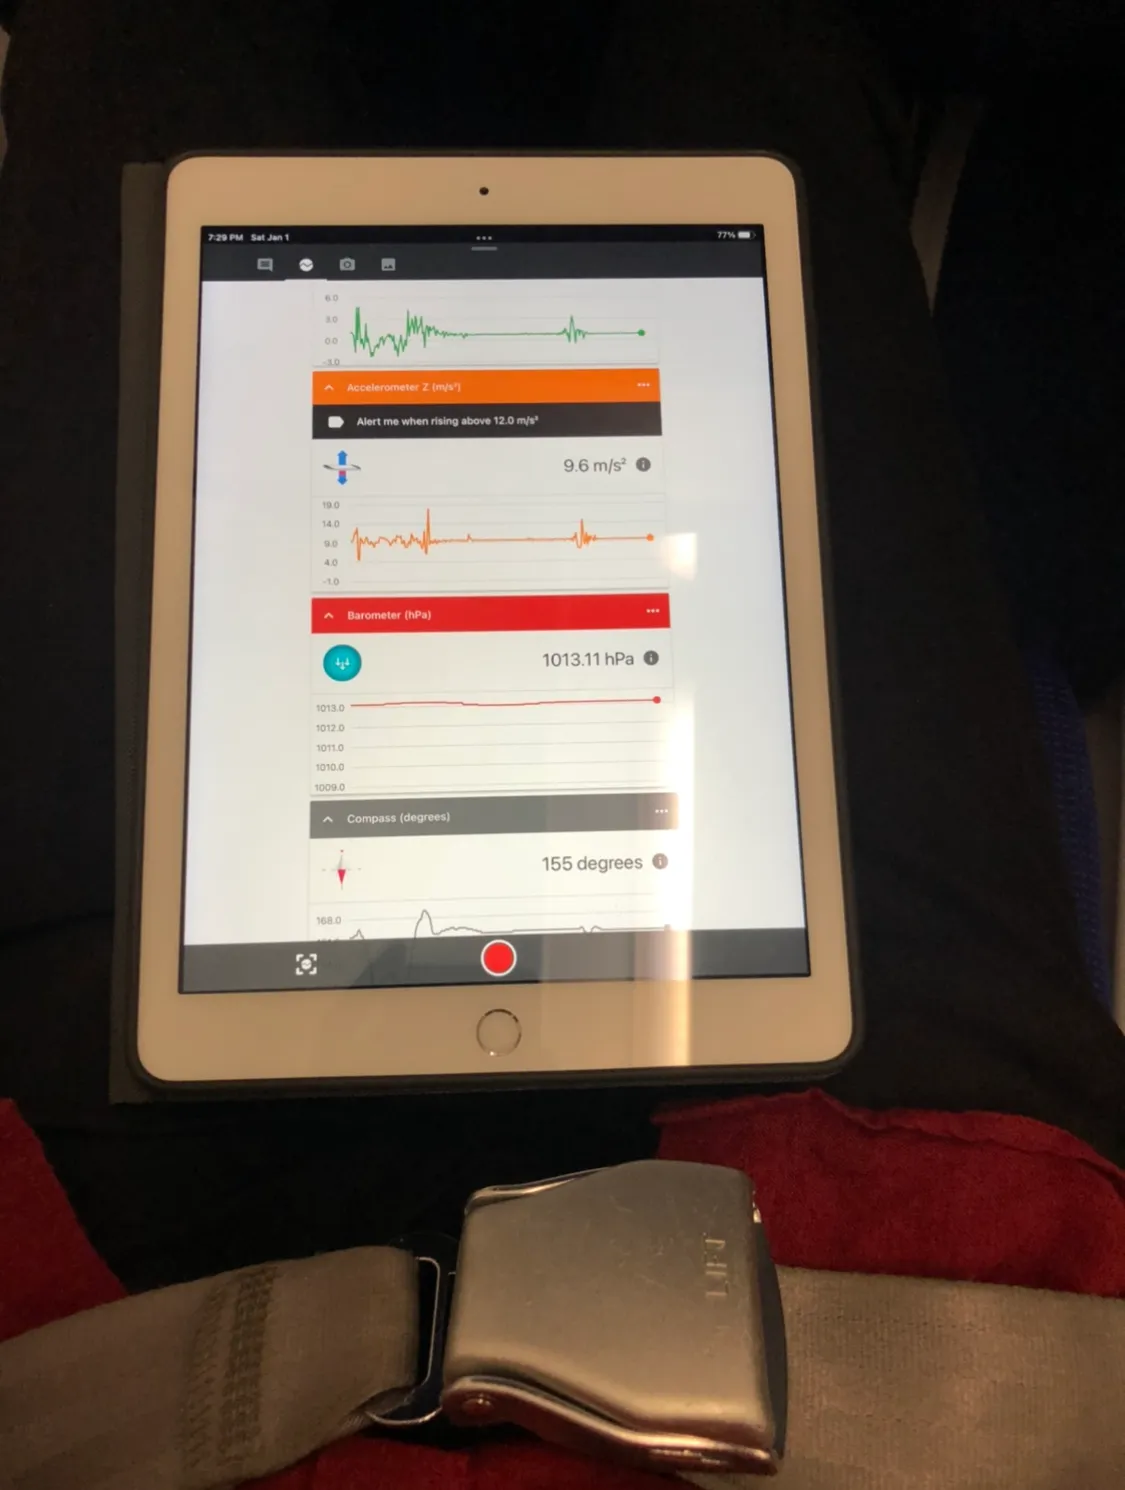 7:29 PM Sat Jan 1
77%
6.0
3.0
0.0
-3.0
Accelerometer Z (m/s²)
Alert me when rising above 12.0 m/s²
9.6 m/s²
19.0
14.0
9.0
4.0
-1.0
Barometer (hPa)
1013.11 hPa
1013.0
1012.0
1011.0
1010.0
1009.0
Compass (degrees)
155 degrees
168.0
LIFT